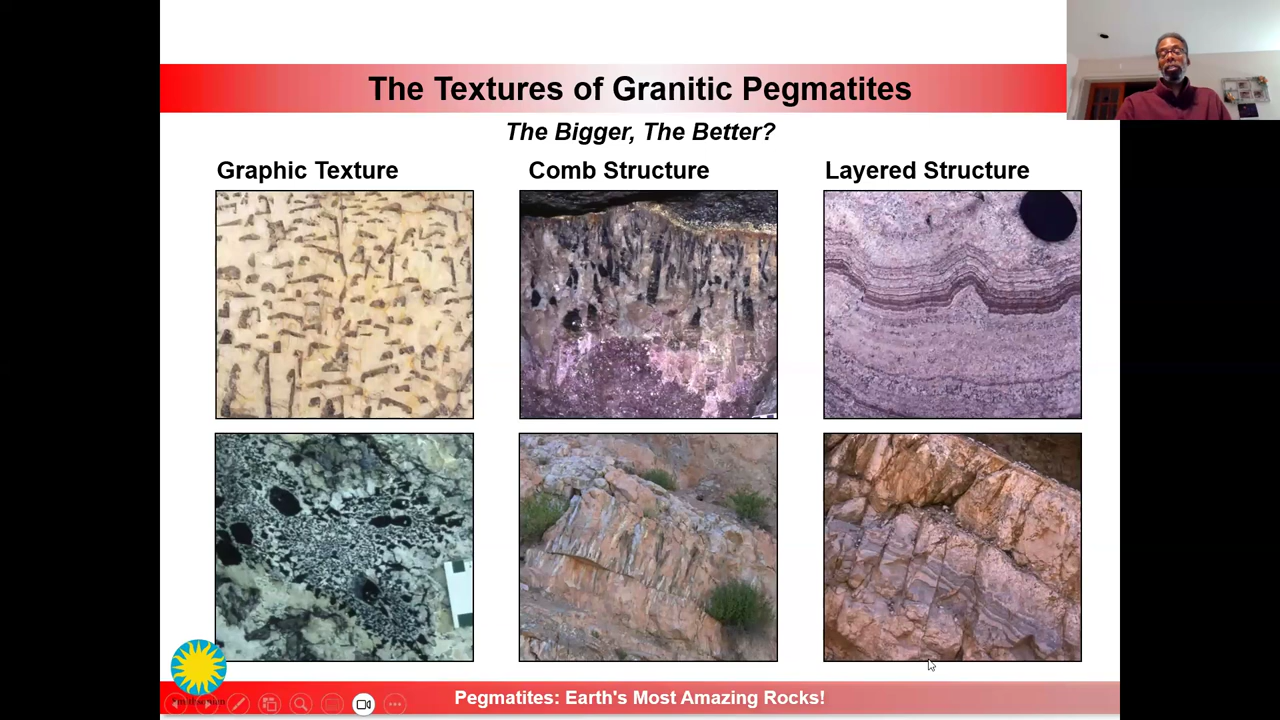 The Textures of Granitic Pegmatites
The Bigger, The Better?
Graphic Texture
Comb Structure
Layered Structure
Smithsonian
Pegmatites: Earth's Most Amazing Rocks!